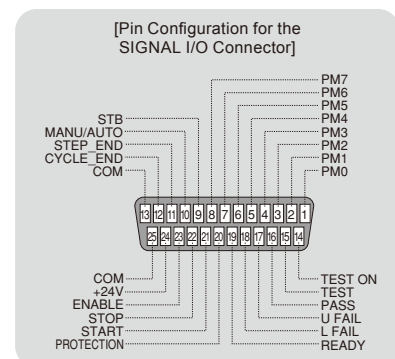 [Pin Configuration for the
SIGNAL I/O Connector]
PM7
PM6
PM5
STB PM4
MANU/AUTO PM3
STEP_END PM2
CYCLE_END PM1
COM PM0
13 12 11 10 9 8 7 6 5 4 3 2 1
25 24 23 22 21 20 19 18 17 16 15 14
COM TEST ON
+24V TEST
ENABLE PASS
STOP U FAIL
START L FAIL
PROTECTION READY